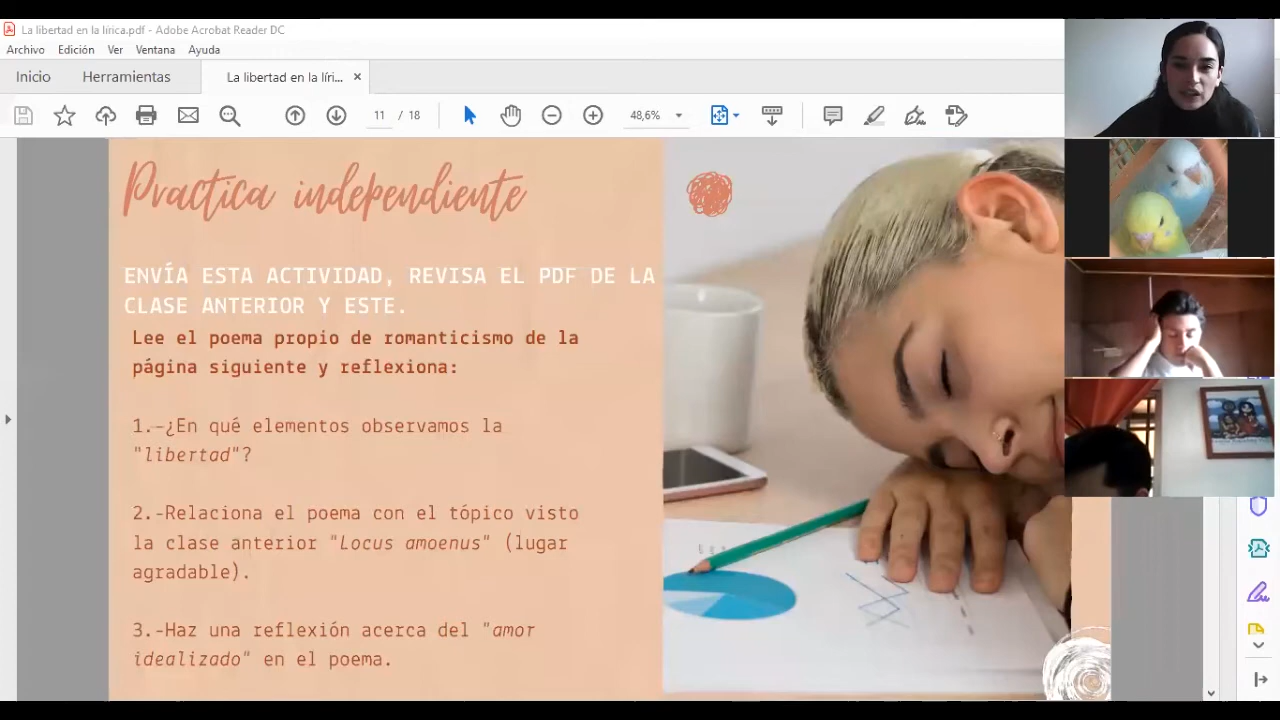 La libertad en la lírica.pdf - Adobe Acrobat Reader DC
Archivo Edición Ver Ventana Ayuda
Inicio Herramientas La libertad en la líri... ×
11 / 18 48,6%
Practica independiente
ENVÍA ESTA ACTIVIDAD, REVISA EL PDF DE LA
CLASE ANTERIOR Y ESTE.
Lee el poema propio de romanticismo de la
página siguiente y reflexiona:
1.-¿En qué elementos observamos la
"libertad"?
2.-Relaciona el poema con el tópico visto
la clase anterior "Locus amoenus" (lugar
agradable).
3.-Haz una reflexión acerca del "amor
idealizado" en el poema.